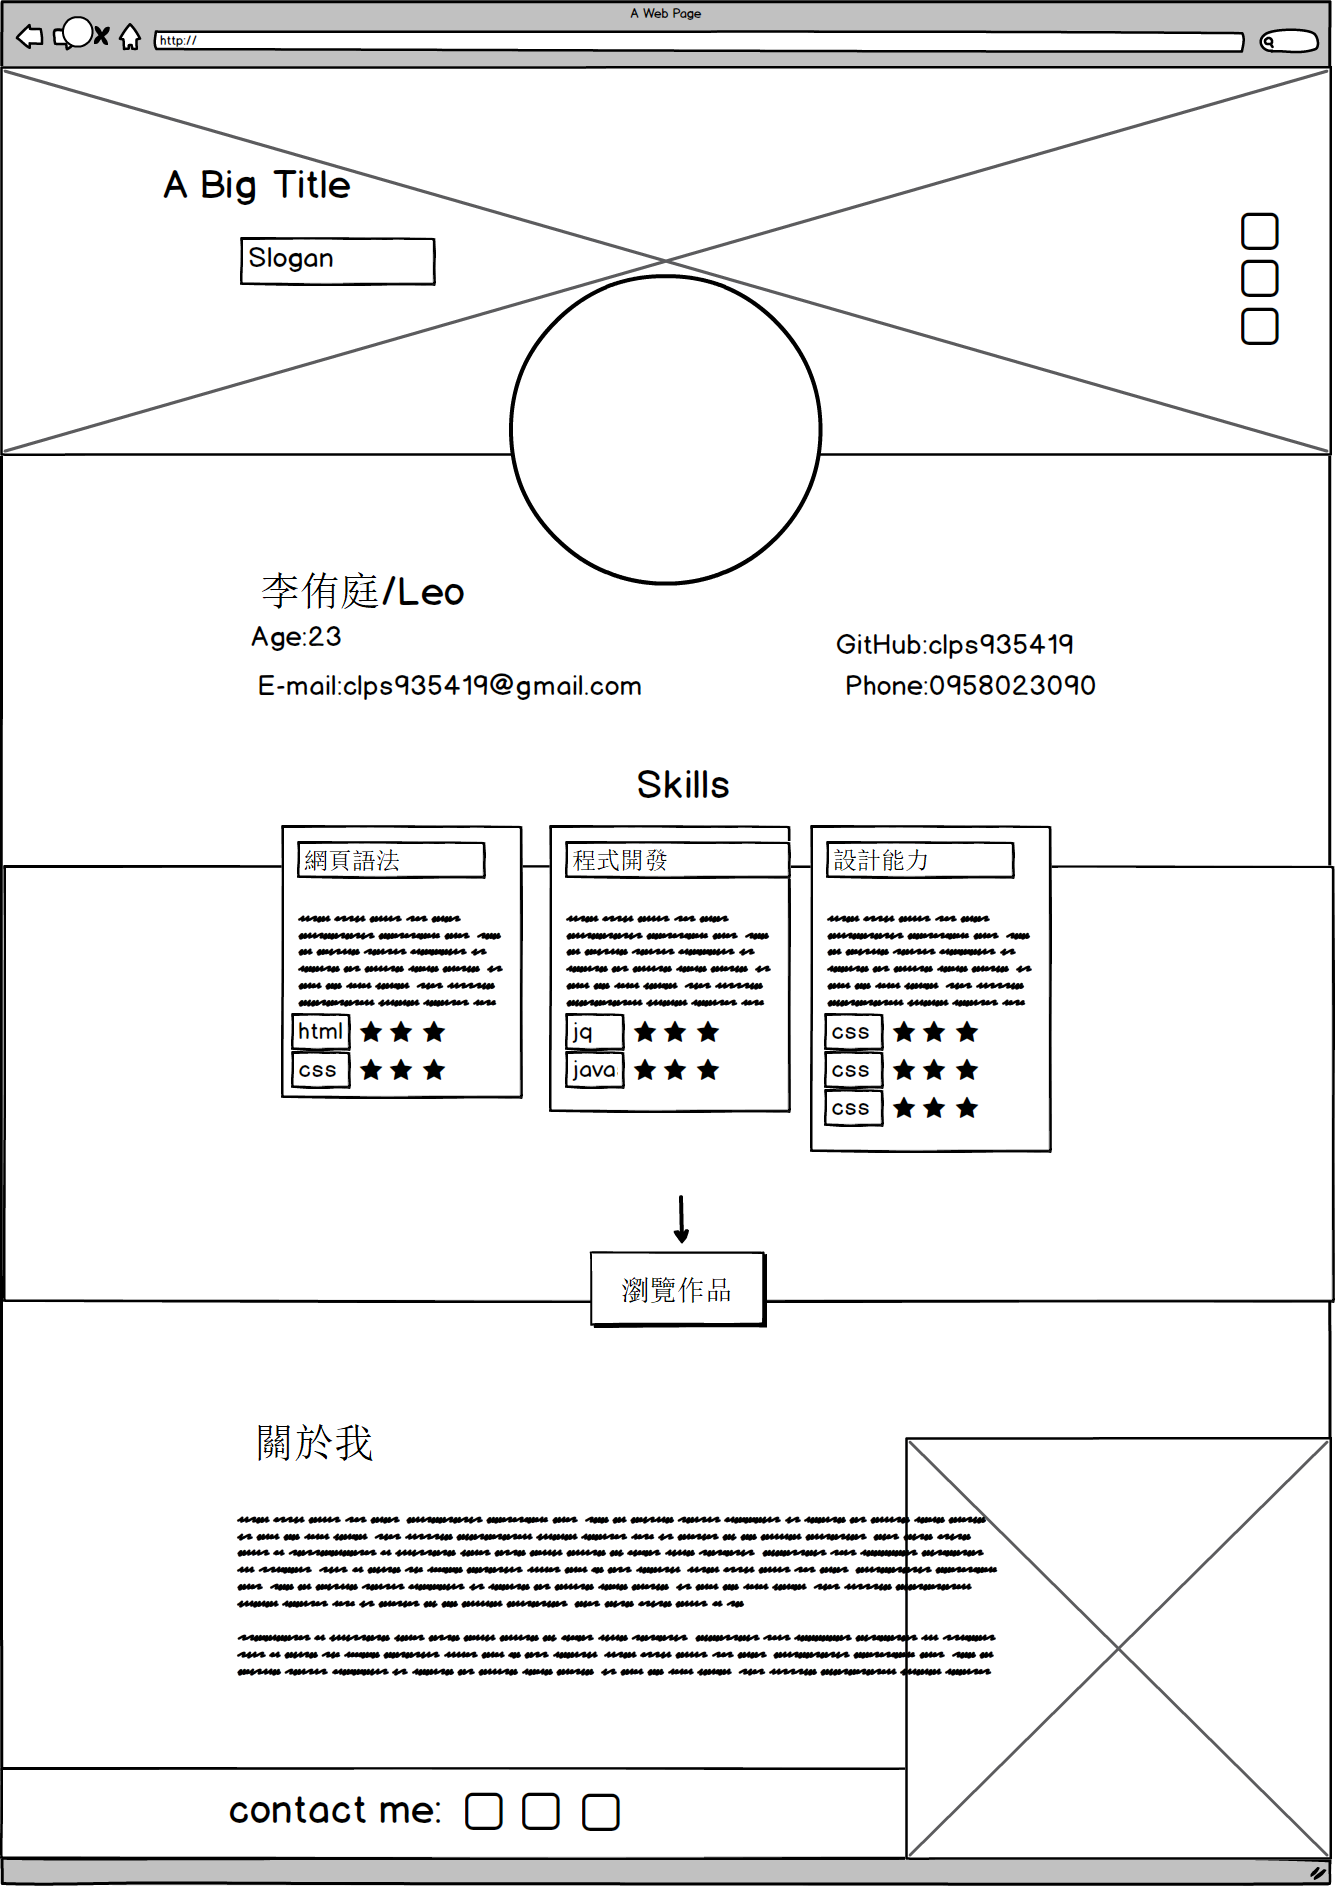 A Web Page
http://
A Big Title
Slogan
李侑庭/Leo
Age:23
GitHub:clps935419
E-mail:clps935419@gmail.com
Phone:0958023090
Skills
網頁語法
程式開發
設計能力
html
jq
css
css
java
css
css
瀏覽作品
關於我
contact me: